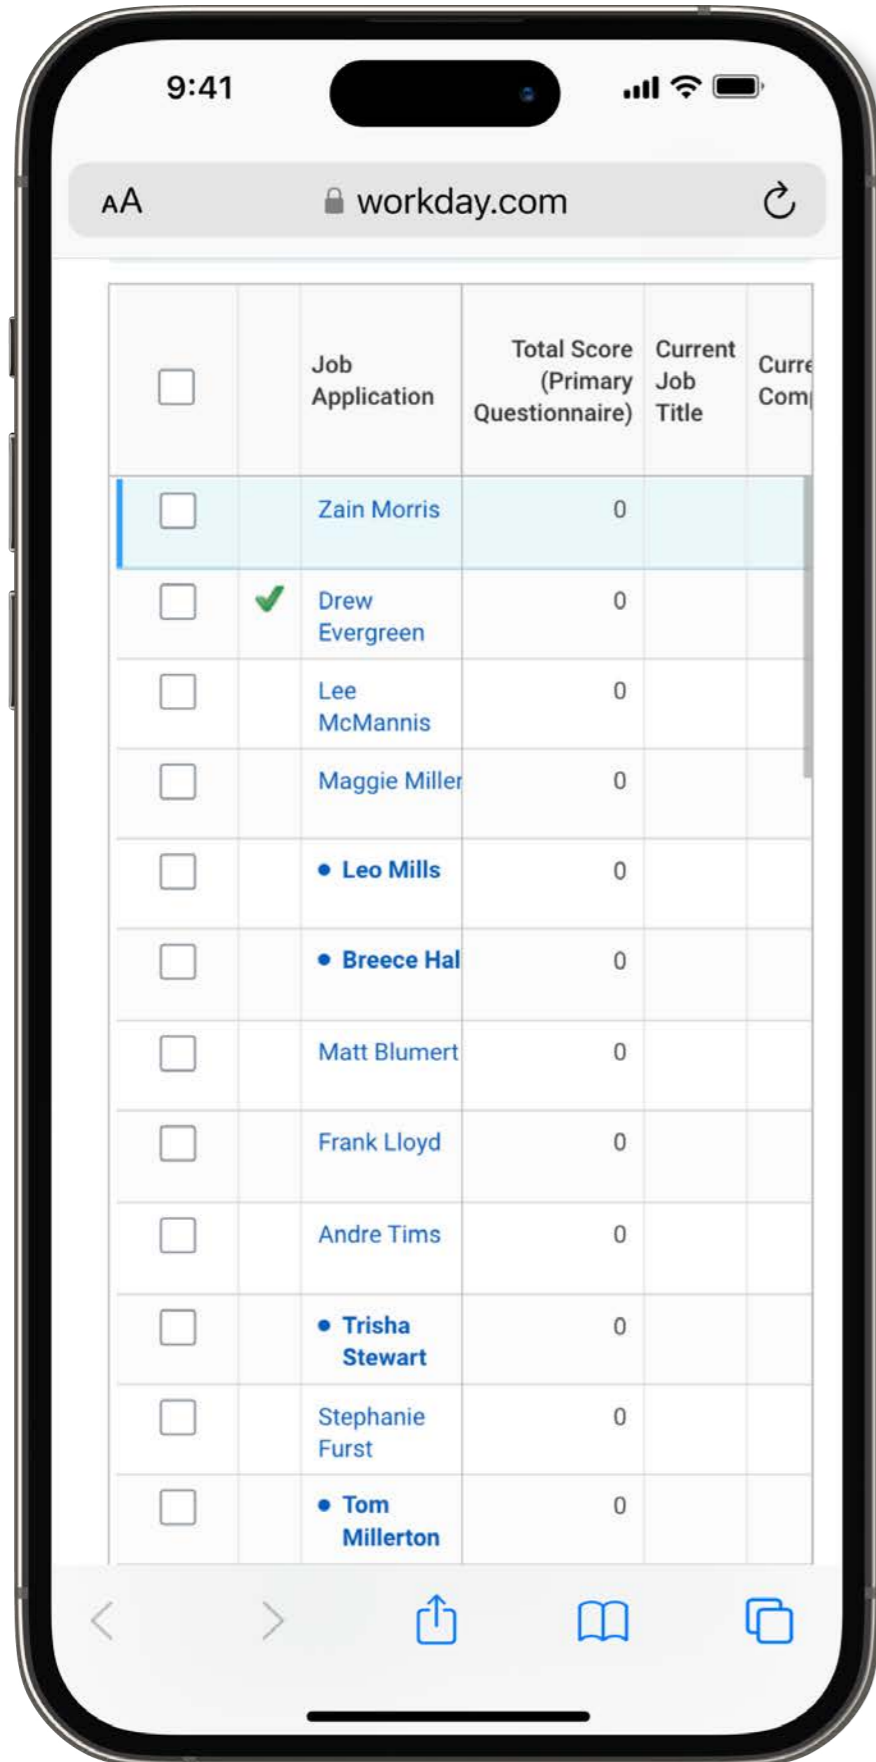 9:41
AA workday.com
Job Application
Total Score (Primary Questionnaire)
Current Job Title
Curre
Com
Zain Morris 0
Drew Evergreen 0
Lee McMannis 0
Maggie Miller 0
• Leo Mills 0
• Breece Hal 0
Matt Blumert 0
Frank Lloyd 0
Andre Tims 0
• Trisha Stewart 0
Stephanie Furst 0
• Tom Millerton 0